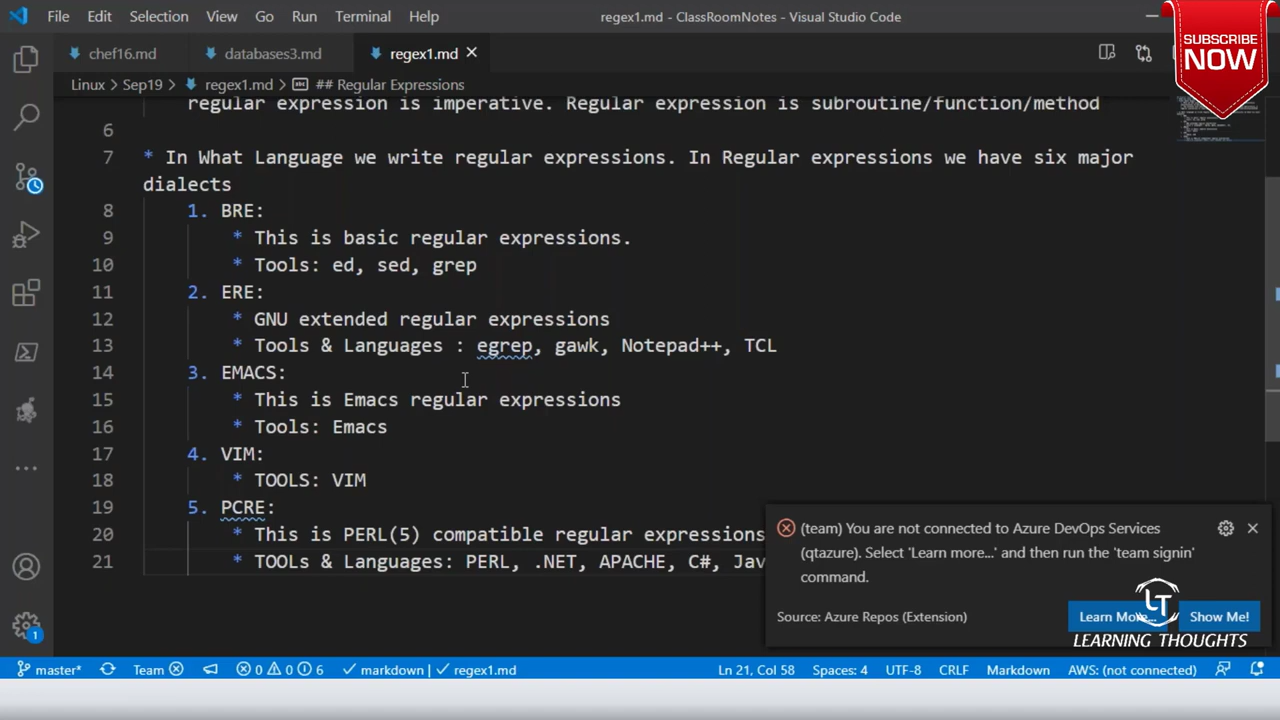 File Edit Selection View Go Run Terminal Help regex1.md - ClassRoomNotes - Visual Studio Code
SUBSCRIBE
NOW
chef16.md databases3.md regex1.md
Linux > Sep19 > regex1.md > ## Regular Expressions
regular expression is imperative. Regular expression is subroutine/function/method
6
7 * In What Language we write regular expressions. In Regular expressions we have six major
dialects
8 1. BRE:
9 * This is basic regular expressions.
10 * Tools: ed, sed, grep
11 2. ERE:
12 * GNU extended regular expressions
13 * Tools & Languages : egrep, gawk, Notepad++, TCL
14 3. EMACS:
15 * This is Emacs regular expressions
16 * Tools: Emacs
17 4. VIM:
18 * TOOLS: VIM
19 5. PCRE:
20 * This is PERL(5) compatible regular expressions
21 * TOOLs & Languages: PERL, .NET, APACHE, C#, Jav
(team) You are not connected to Azure DevOps Services
(qtazure). Select 'Learn more...' and then run the 'team signin'
command.
Source: Azure Repos (Extension) Learn More... Show Me!
LT
LEARNING THOUGHTS
1
master* Team 0 0 6 markdown | regex1.md Ln 21, Col 58 Spaces: 4 UTF-8 CRLF Markdown AWS: (not connected)